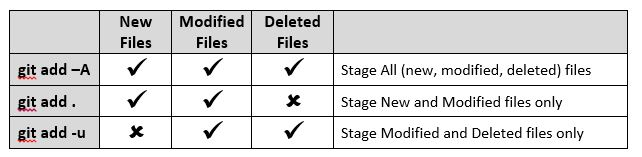 New Files Modified Files Deleted Files
git add –A ✓ ✓ ✓ Stage All (new, modified, deleted) files
git add . ✓ ✓ ✗ Stage New and Modified files only
git add -u ✗ ✓ ✓ Stage Modified and Deleted files only